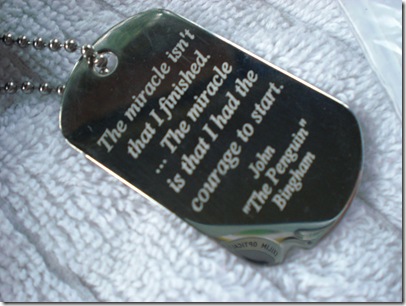 The miracle isn't
that I finished.
... The miracle
is that I had the
courage to start.
John
"The Penguin"
Bingham